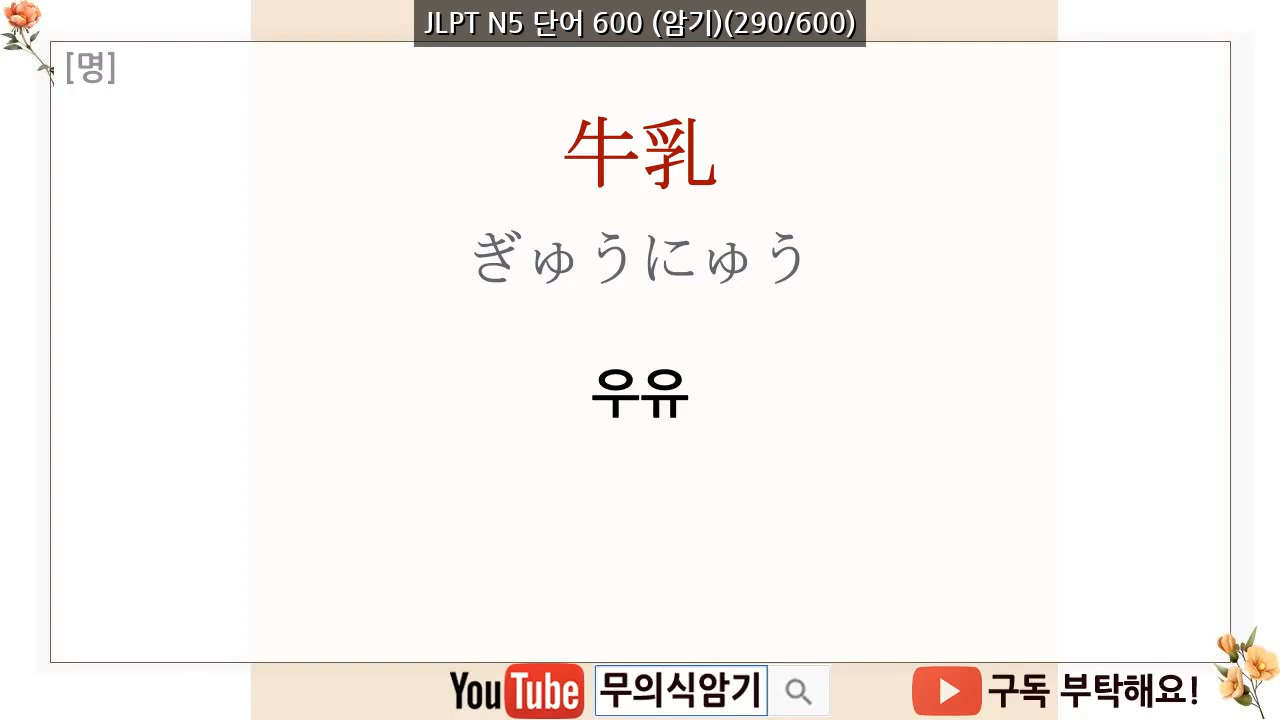 JLPT N5 단어 600 (암기)(290/600)
[명]
牛乳
ぎゅうにゅう
우유
YouTube 무의식암기 구독 부탁해요!